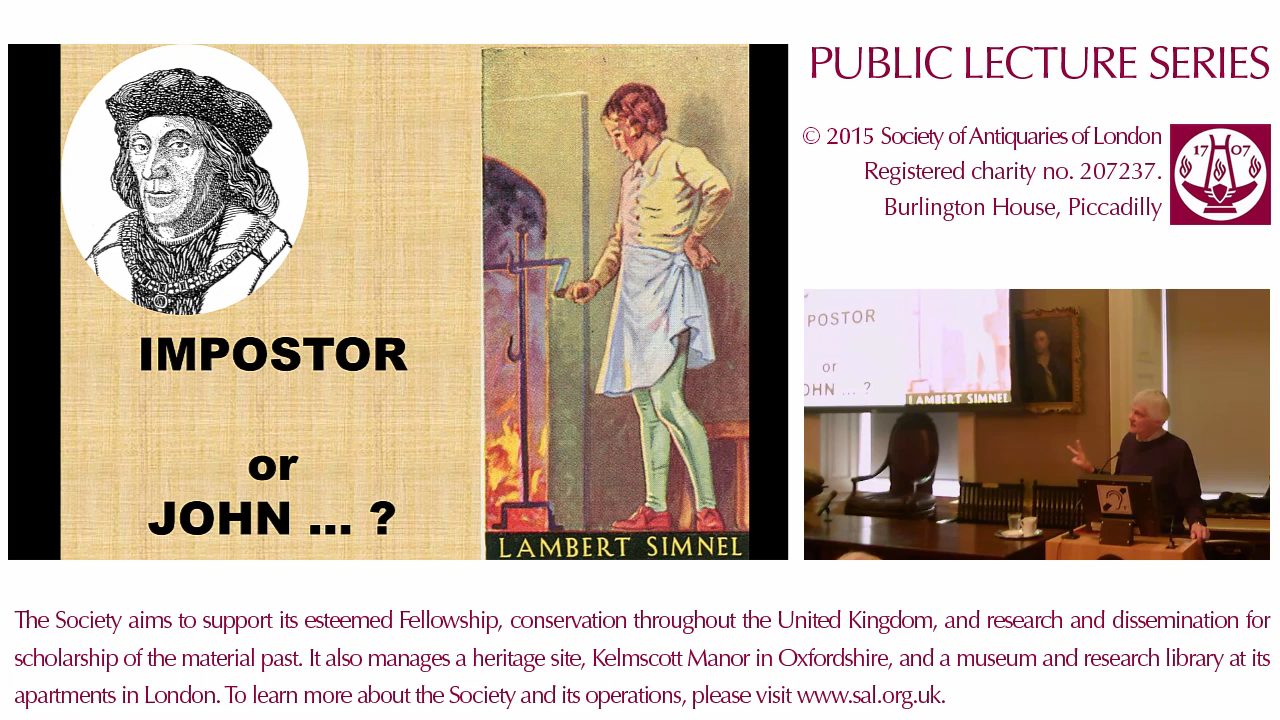 IMPOSTOR
or
JOHN ... ?
LAMBERT SIMNEL
PUBLIC LECTURE SERIES
© 2015 Society of Antiquaries of London
Registered charity no. 207237.
Burlington House, Piccadilly
17 07
POSTOR
or
OHN ... ?
LAMBERT SIMNEL
The Society aims to support its esteemed Fellowship, conservation throughout the United Kingdom, and research and dissemination for
scholarship of the material past. It also manages a heritage site, Kelmscott Manor in Oxfordshire, and a museum and research library at its
apartments in London. To learn more about the Society and its operations, please visit www.sal.org.uk.